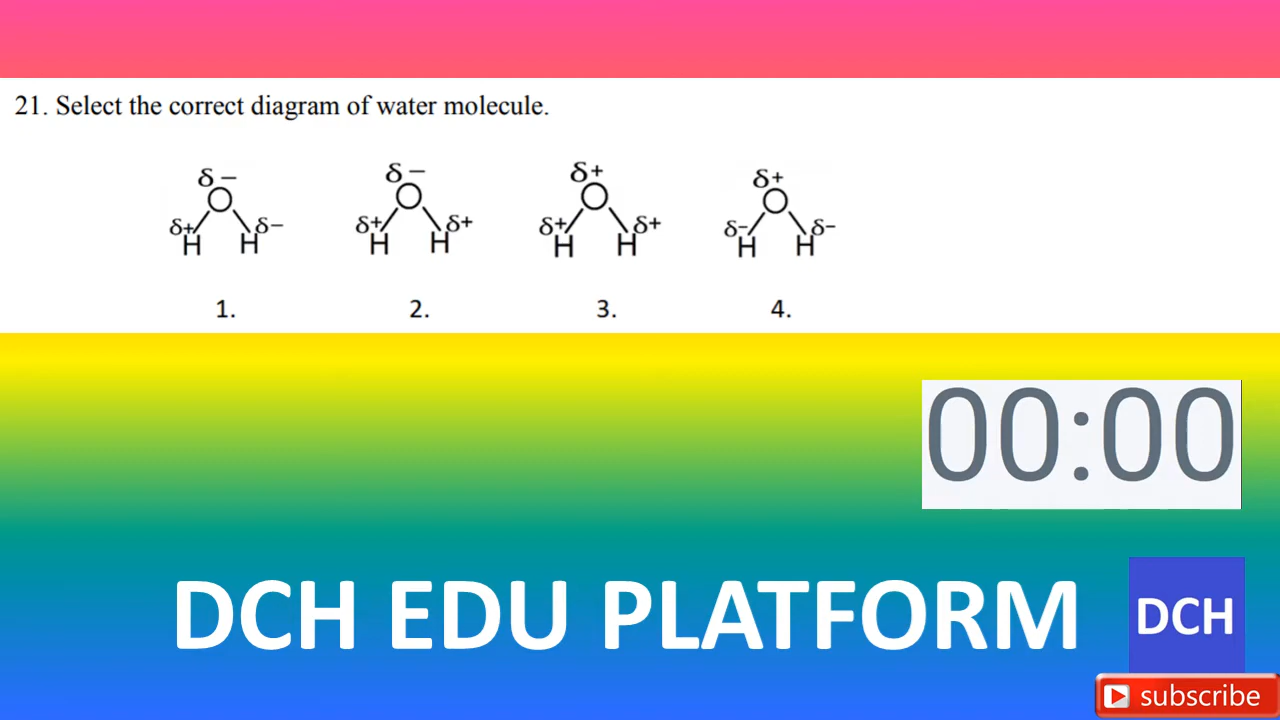 21. Select the correct diagram of water molecule.
δ− δ− δ+ δ+
O O O O
δ+ δ− δ+ δ+ δ+ δ+ δ− δ−
H H H H H H H H
1. 2. 3. 4.
00:00
DCH EDU PLATFORM
DCH
subscribe